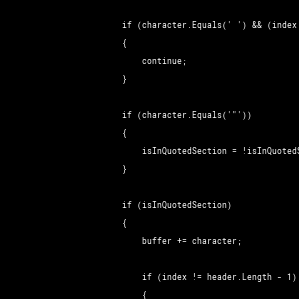 if (character.Equals(' ') && (index
{
continue;
}
if (character.Equals('"'))
{
isInQuotedSection = !isInQuotedS
}
if (isInQuotedSection)
{
buffer += character;
if (index != header.Length - 1)
{